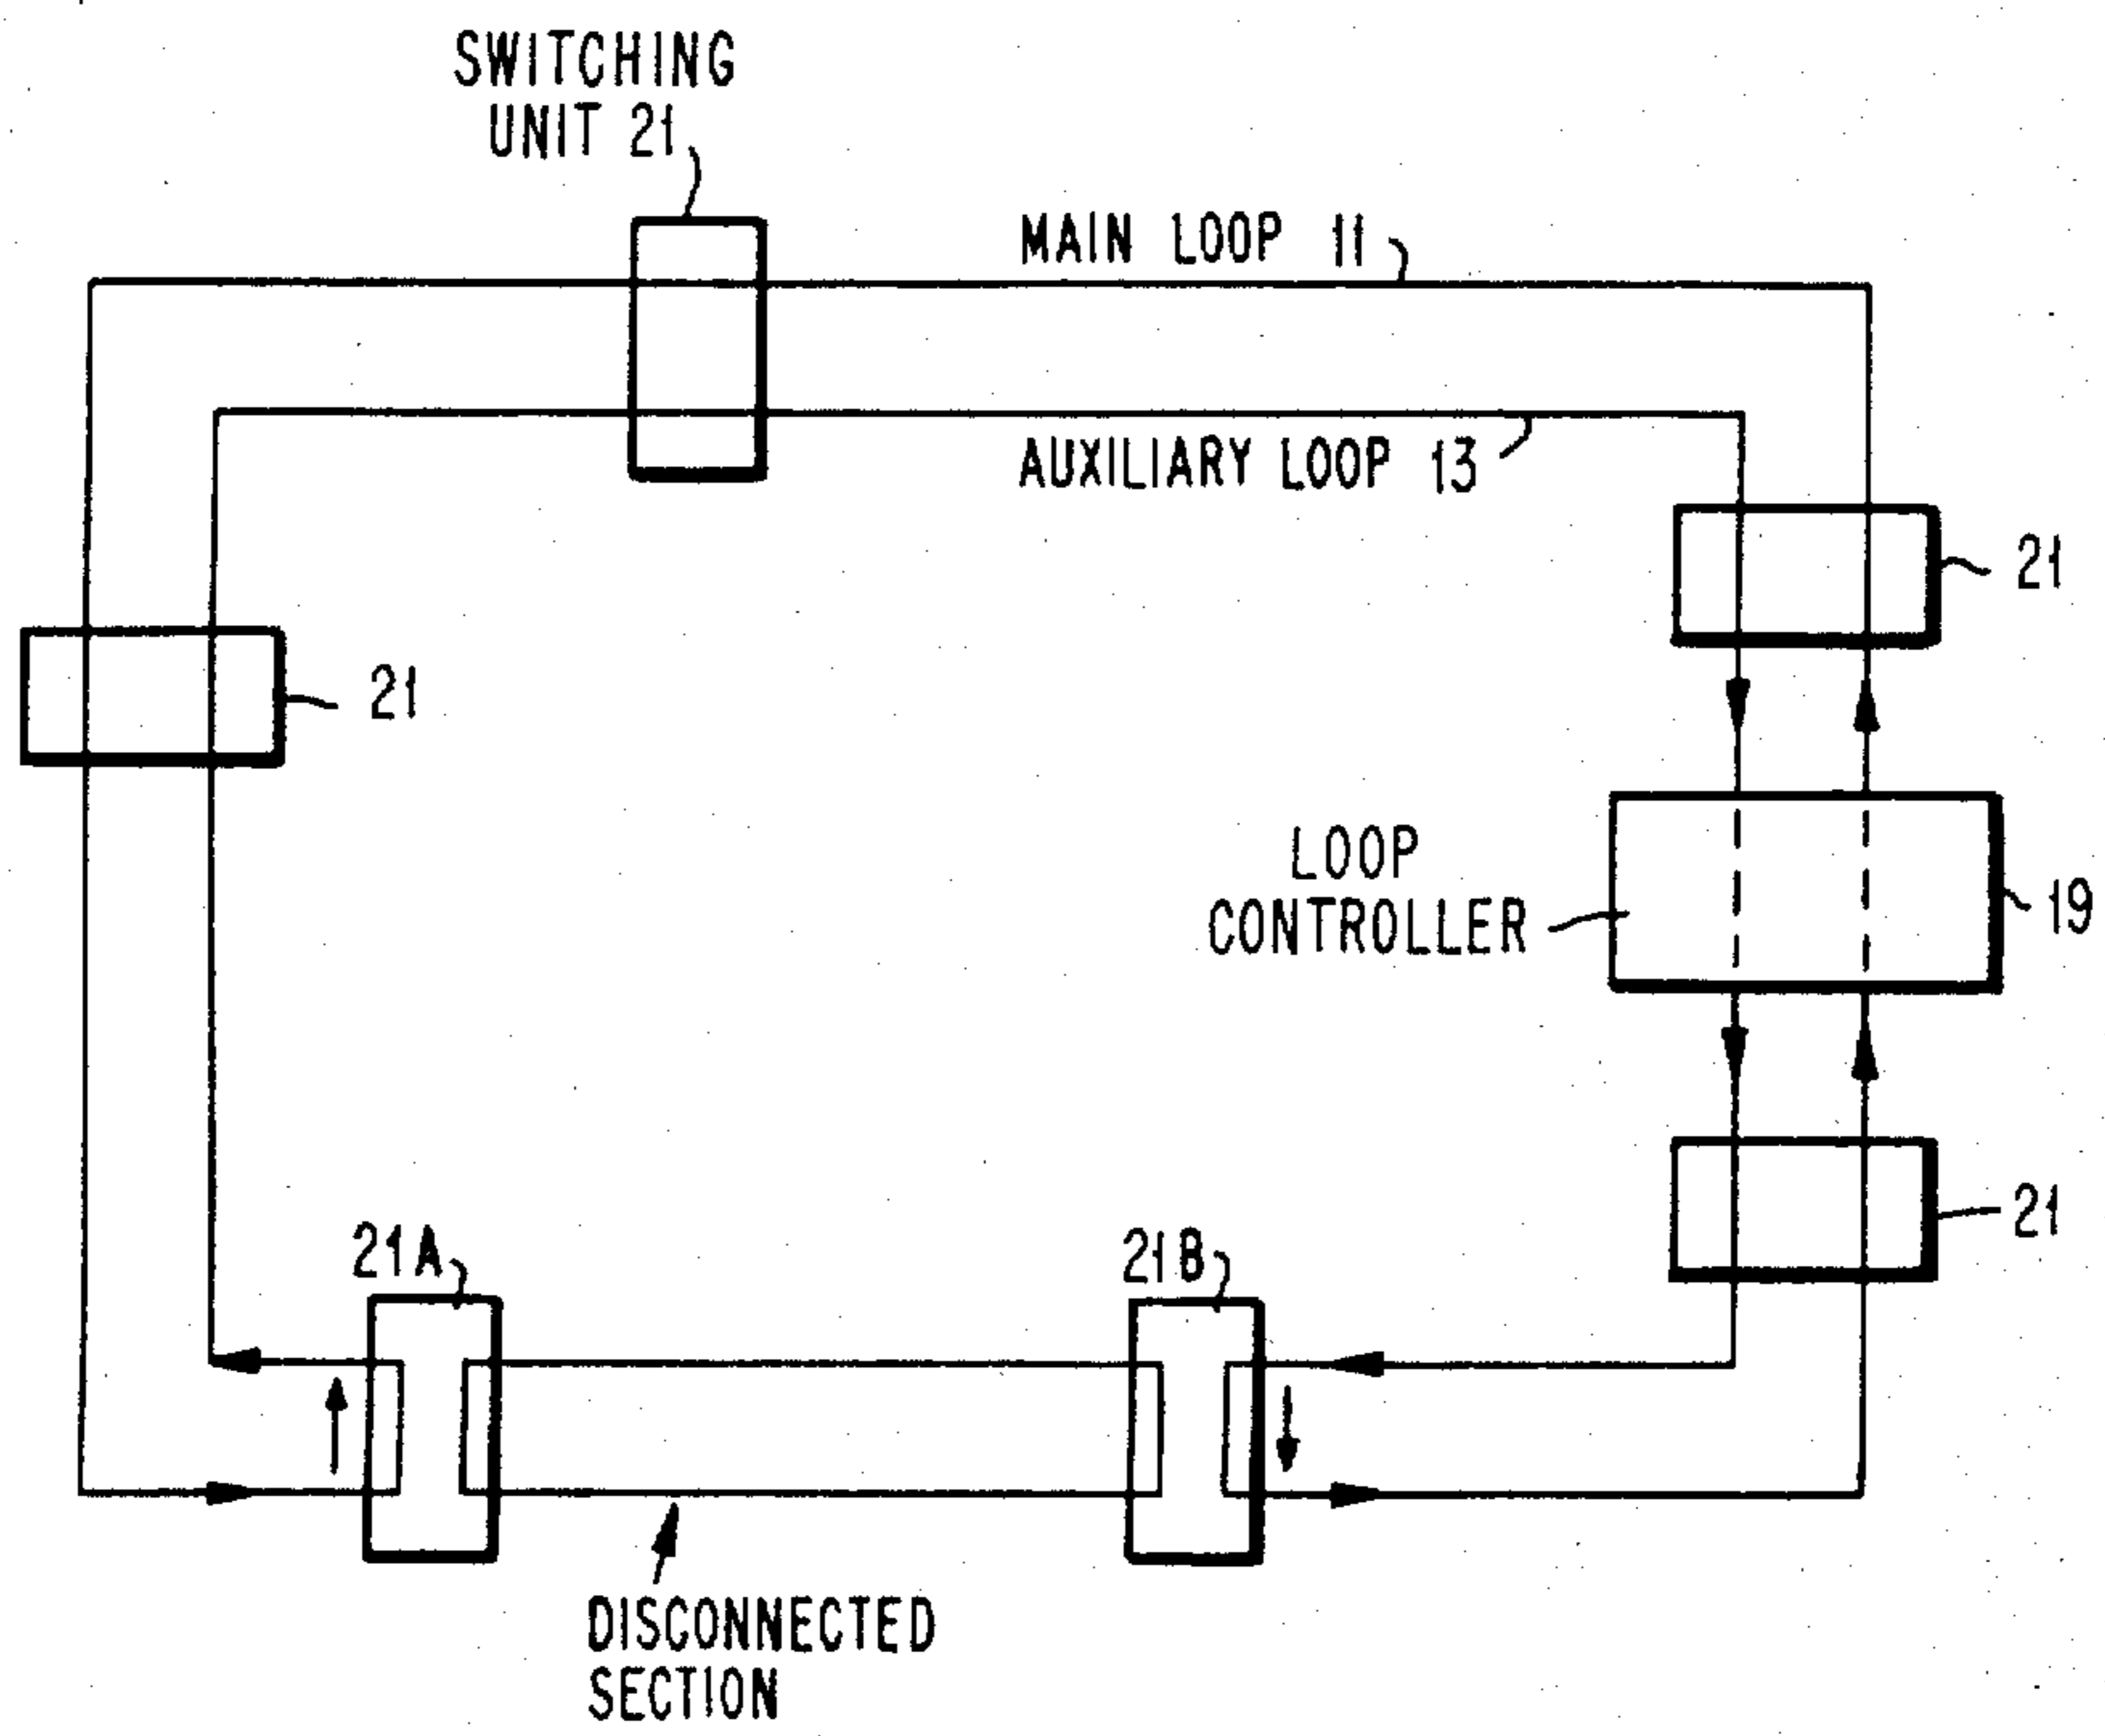 SWITCHING
UNIT 21
MAIN LOOP 11
AUXILIARY LOOP 13
21
21
LOOP
CONTROLLER
19
21
21A
21B
DISCONNECTED
SECTION